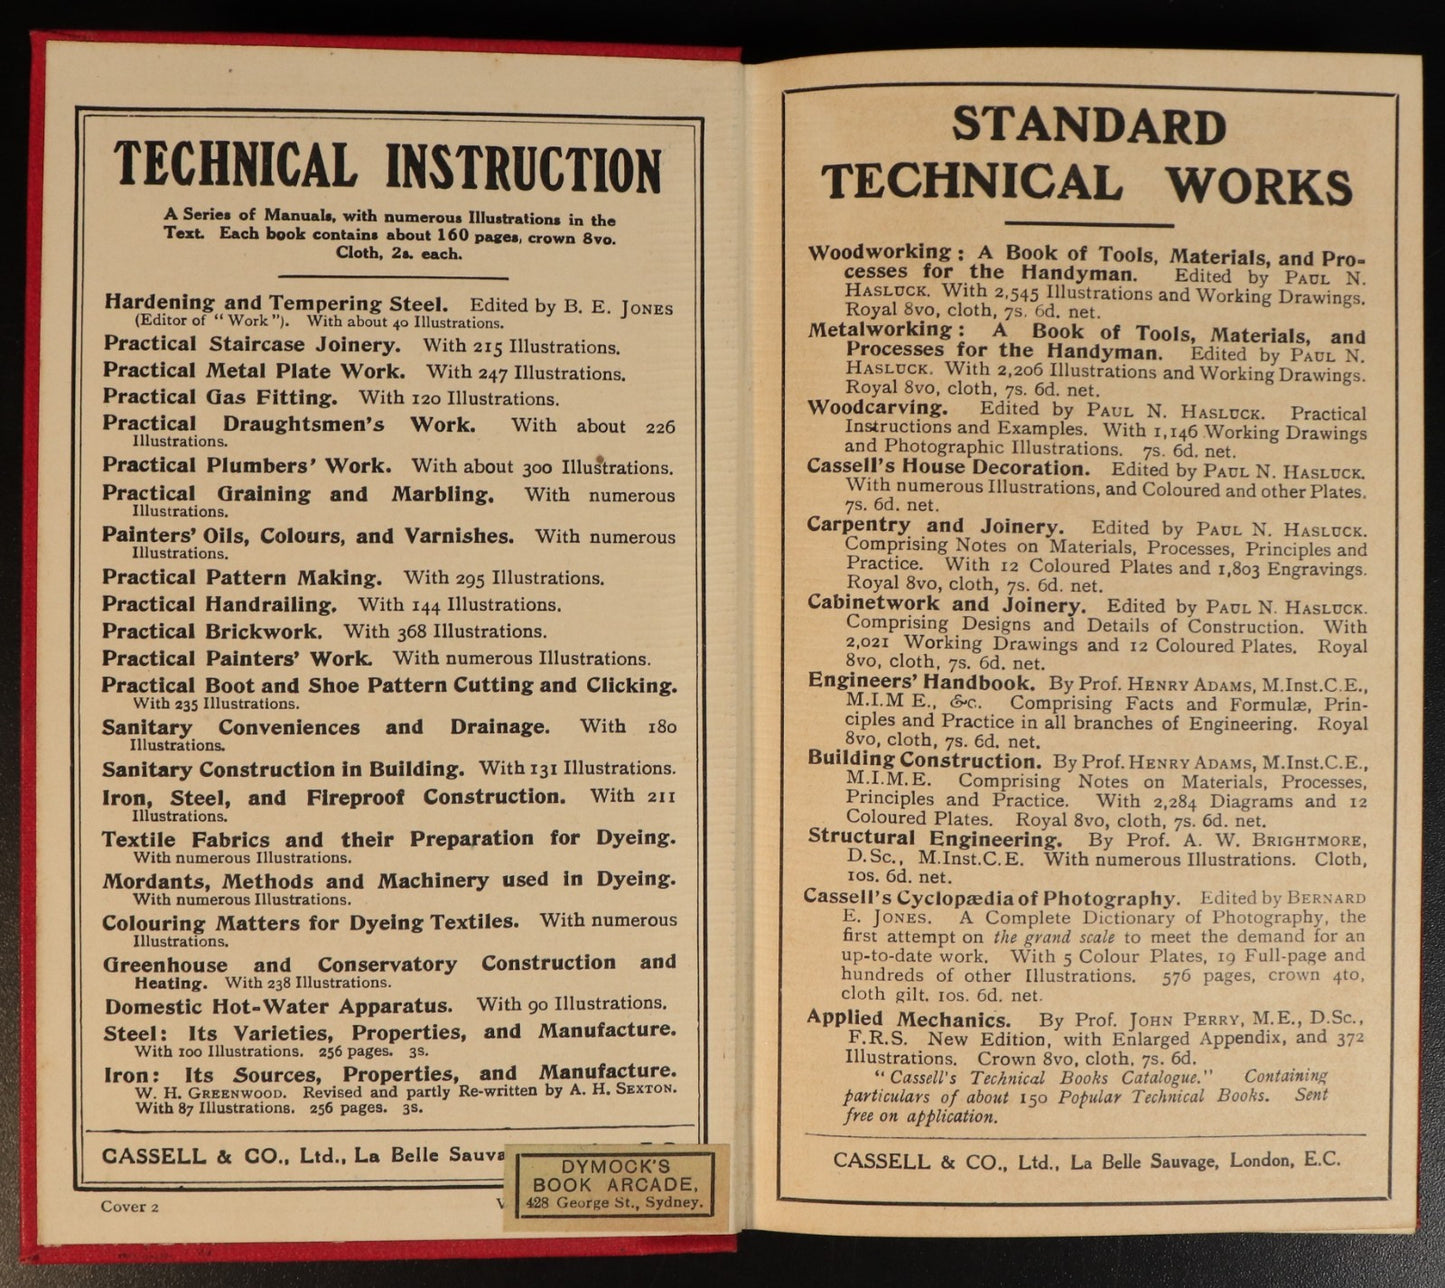 TECHNICAL INSTRUCTION
A Series of Manuals, with numerous Illustrations in the
Text. Each book contains about 160 pages, crown 8vo.
Cloth, 2s. each.
Hardening and Tempering Steel. Edited by B. E. JONES
(Editor of "Work"). With about 40 Illustrations.
Practical Staircase Joinery. With 215 Illustrations.
Practical Metal Plate Work. With 247 Illustrations.
Practical Gas Fitting. With 120 Illustrations.
Practical Draughtsmen's Work. With about 226
Illustrations.
Practical Plumbers' Work. With about 300 Illustrations.
Practical Graining and Marbling. With numerous
Illustrations.
Painters' Oils, Colours, and Varnishes. With numerous
Illustrations.
Practical Pattern Making. With 295 Illustrations.
Practical Handrailing. With 144 Illustrations.
Practical Brickwork. With 368 Illustrations.
Practical Painters' Work. With numerous Illustrations.
Practical Boot and Shoe Pattern Cutting and Clicking.
With 235 Illustrations.
Sanitary Conveniences and Drainage. With 180
Illustrations.
Sanitary Construction in Building. With 131 Illustrations.
Iron, Steel, and Fireproof Construction. With 211
Illustrations.
Textile Fabrics and their Preparation for Dyeing.
With numerous Illustrations.
Mordants, Methods and Machinery used in Dyeing.
With numerous Illustrations.
Colouring Matters for Dyeing Textiles. With numerous
Illustrations.
Greenhouse and Conservatory Construction and
Heating. With 238 Illustrations.
Domestic Hot-Water Apparatus. With 90 Illustrations.
Steel: Its Varieties, Properties, and Manufacture.
With 100 Illustrations. 256 pages. 3s.
Iron: Its Sources, Properties, and Manufacture.
W. H. GREENWOOD. Revised and partly Re-written by A. H. SEXTON.
With 87 Illustrations. 256 pages. 3s.
CASSELL & CO., Ltd., La Belle Sauva
Cover 2
DYMOCK'S
BOOK ARCADE,
428 George St., Sydney.
STANDARD
TECHNICAL WORKS
Woodworking: A Book of Tools, Materials, and Pro-
cesses for the Handyman. Edited by PAUL N.
HASLUCK. With 2,545 Illustrations and Working Drawings.
Royal 8vo, cloth, 7s. 6d. net.
Metalworking: A Book of Tools, Materials, and
Processes for the Handyman. Edited by PAUL N.
HASLUCK. With 2,206 Illustrations and Working Drawings.
Royal 8vo, cloth, 7s. 6d. net.
Woodcarving. Edited by PAUL N. HASLUCK. Practical
Instructions and Examples. With 1,146 Working Drawings
and Photographic Illustrations. 7s. 6d. net.
Cassell's House Decoration. Edited by PAUL N. HASLUCK.
With numerous Illustrations, and Coloured and other Plates.
7s. 6d. net.
Carpentry and Joinery. Edited by PAUL N. HASLUCK.
Comprising Notes on Materials, Processes, Principles and
Practice. With 12 Coloured Plates and 1,803 Engravings.
Royal 8vo, cloth, 7s. 6d. net.
Cabinetwork and Joinery. Edited by PAUL N. HASLUCK.
Comprising Designs and Details of Construction. With
2,021 Working Drawings and 12 Coloured Plates. Royal
8vo, cloth, 7s. 6d. net.
Engineers' Handbook. By Prof. HENRY ADAMS, M.Inst.C.E.,
M.I.M E., &c. Comprising Facts and Formulæ, Prin-
ciples and Practice in all branches of Engineering. Royal
8vo, cloth, 7s. 6d. net.
Building Construction. By Prof. HENRY ADAMS, M.Inst.C.E.,
M.I.M.E. Comprising Notes on Materials, Processes,
Principles and Practice. With 2,284 Diagrams and 12
Coloured Plates. Royal 8vo, cloth, 7s. 6d. net.
Structural Engineering. By Prof. A. W. BRIGHTMORE,
D.Sc., M.Inst.C.E. With numerous Illustrations. Cloth,
10s. 6d. net.
Cassell's Cyclopædia of Photography. Edited by BERNARD
E. JONES. A Complete Dictionary of Photography, the
first attempt on the grand scale to meet the demand for an
up-to-date work. With 5 Colour Plates, 19 Full-page and
hundreds of other Illustrations. 576 pages, crown 4to,
cloth gilt, 10s. 6d. net.
Applied Mechanics. By Prof. JOHN PERRY, M.E., D.Sc.,
F.R.S. New Edition, with Enlarged Appendix, and 372
Illustrations. Crown 8vo, cloth, 7s. 6d.
"Cassell's Technical Books Catalogue." Containing
particulars of about 150 Popular Technical Books. Sent
free on application.
CASSELL & CO., Ltd., La Belle Sauvage, London, E.C.